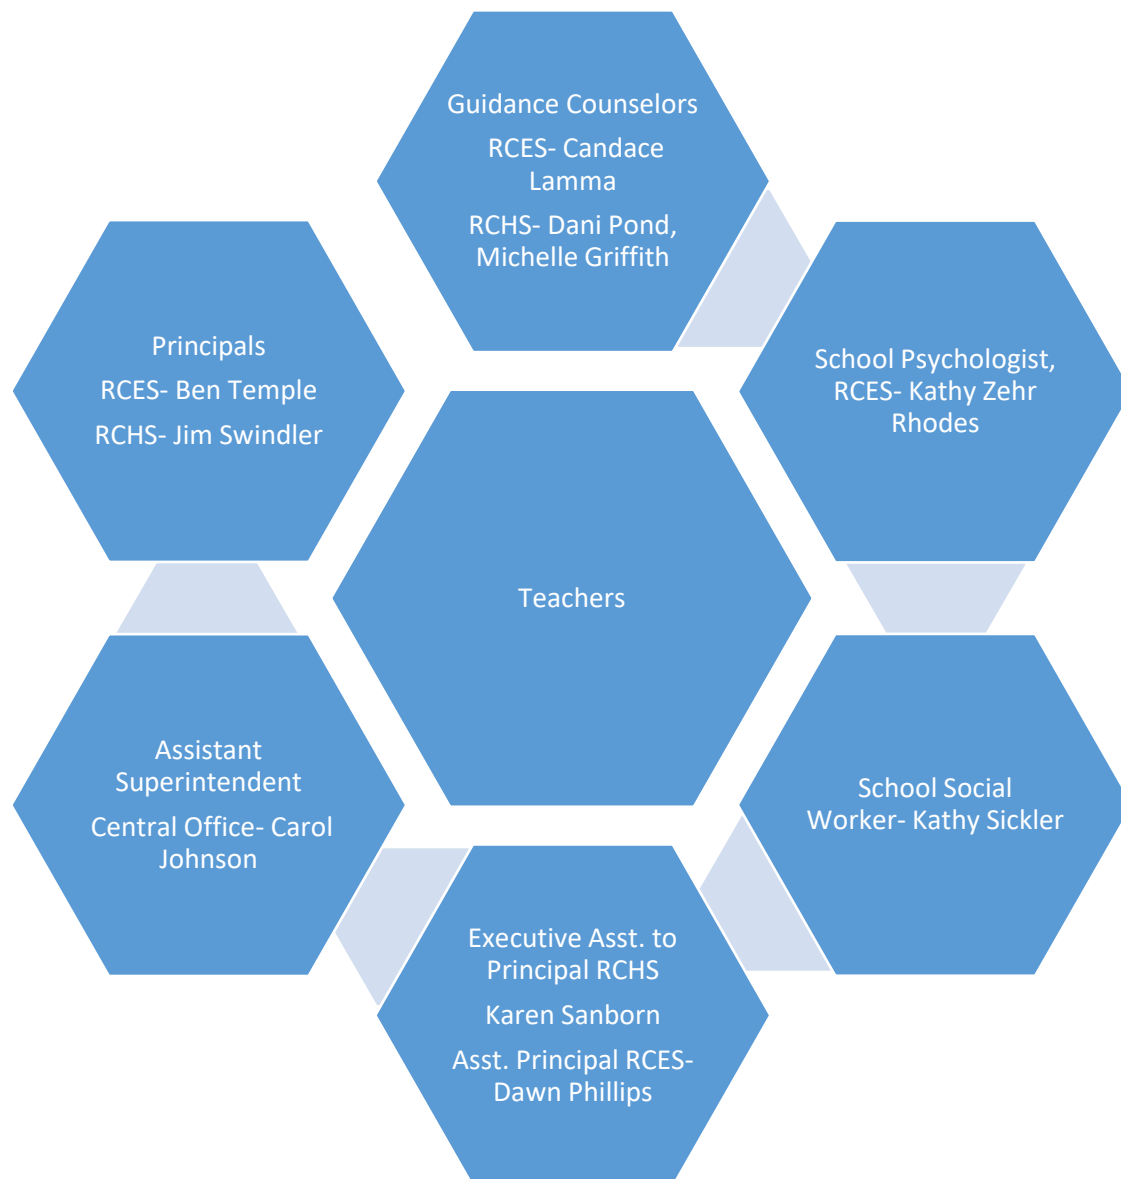 Guidance Counselors
RCES- Candace
Lamma
RCHS- Dani Pond,
Michelle Griffith
School Psychologist,
RCES- Kathy Zehr
Rhodes
School Social
Worker- Kathy Sickler
Executive Asst. to
Principal RCHS
Karen Sanborn
Asst. Principal RCES-
Dawn Phillips
Assistant
Superintendent
Central Office- Carol
Johnson
Principals
RCES- Ben Temple
RCHS- Jim Swindler
Teachers